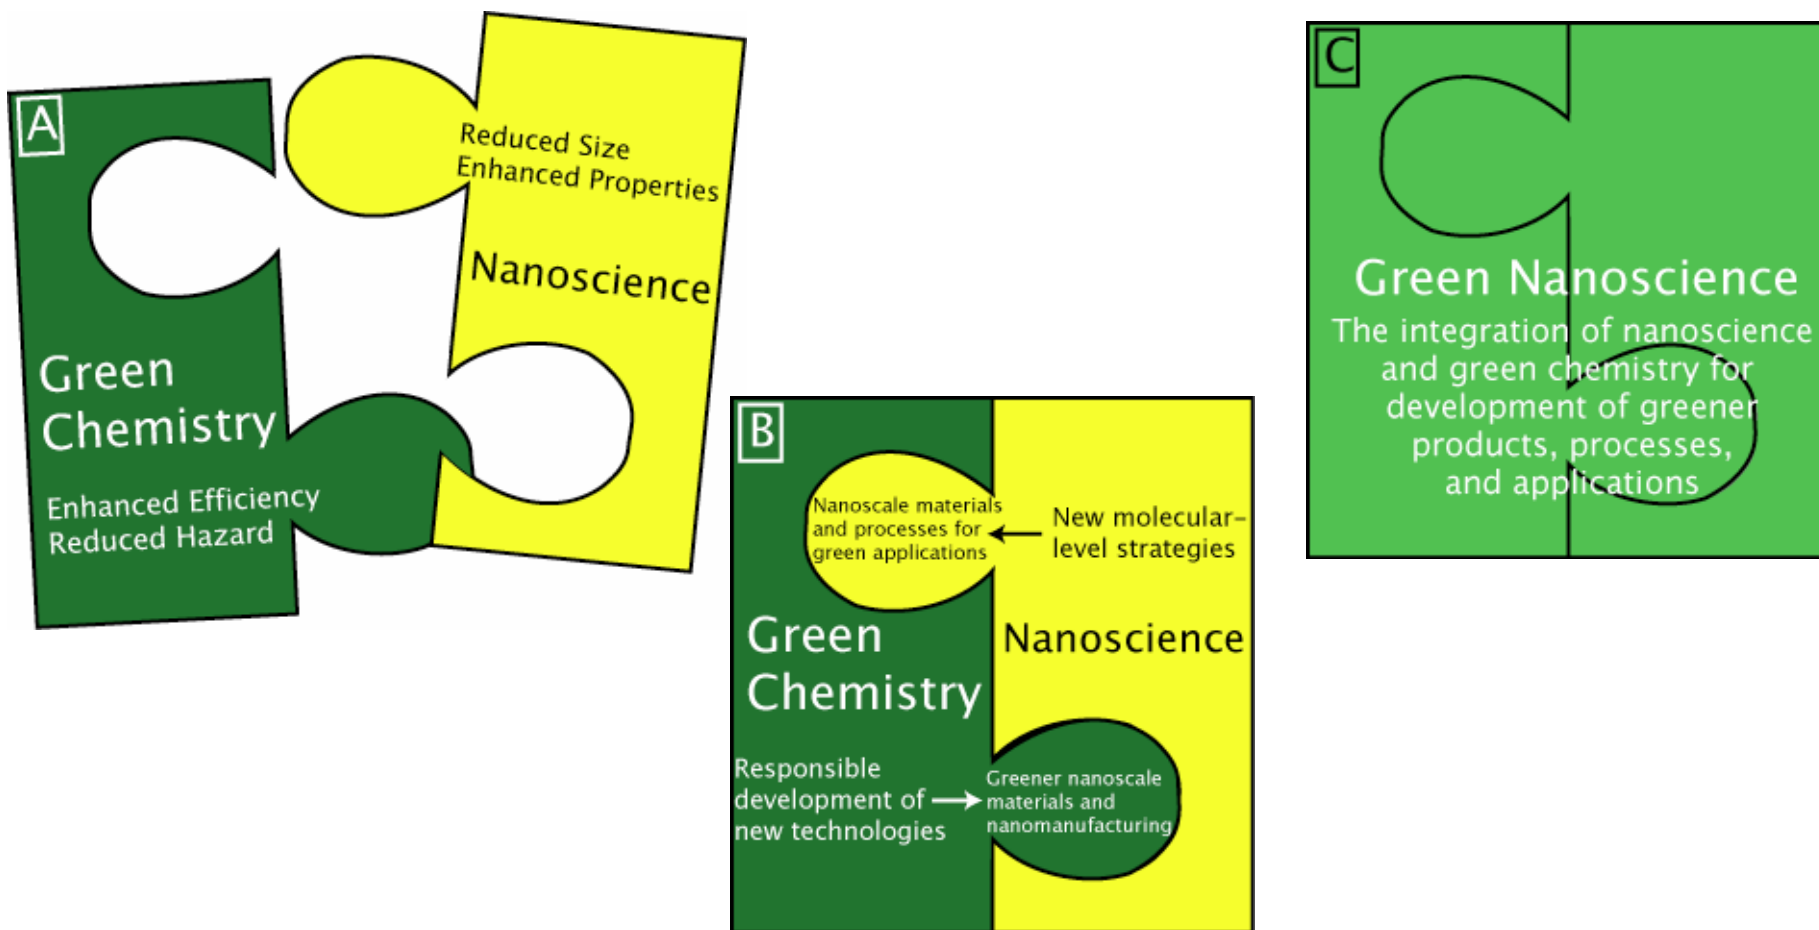 A
Reduced Size
Enhanced Properties
Nanoscience
Green
Chemistry
Enhanced Efficiency
Reduced Hazard
B
Nanoscale materials
and processes for
green applications
New molecular-
level strategies
Green
Chemistry
Nanoscience
Responsible
development of
new technologies
Greener nanoscale
materials and
nanomanufacturing
C
Green Nanoscience
The integration of nanoscience
and green chemistry for
development of greener
products, processes,
and applications